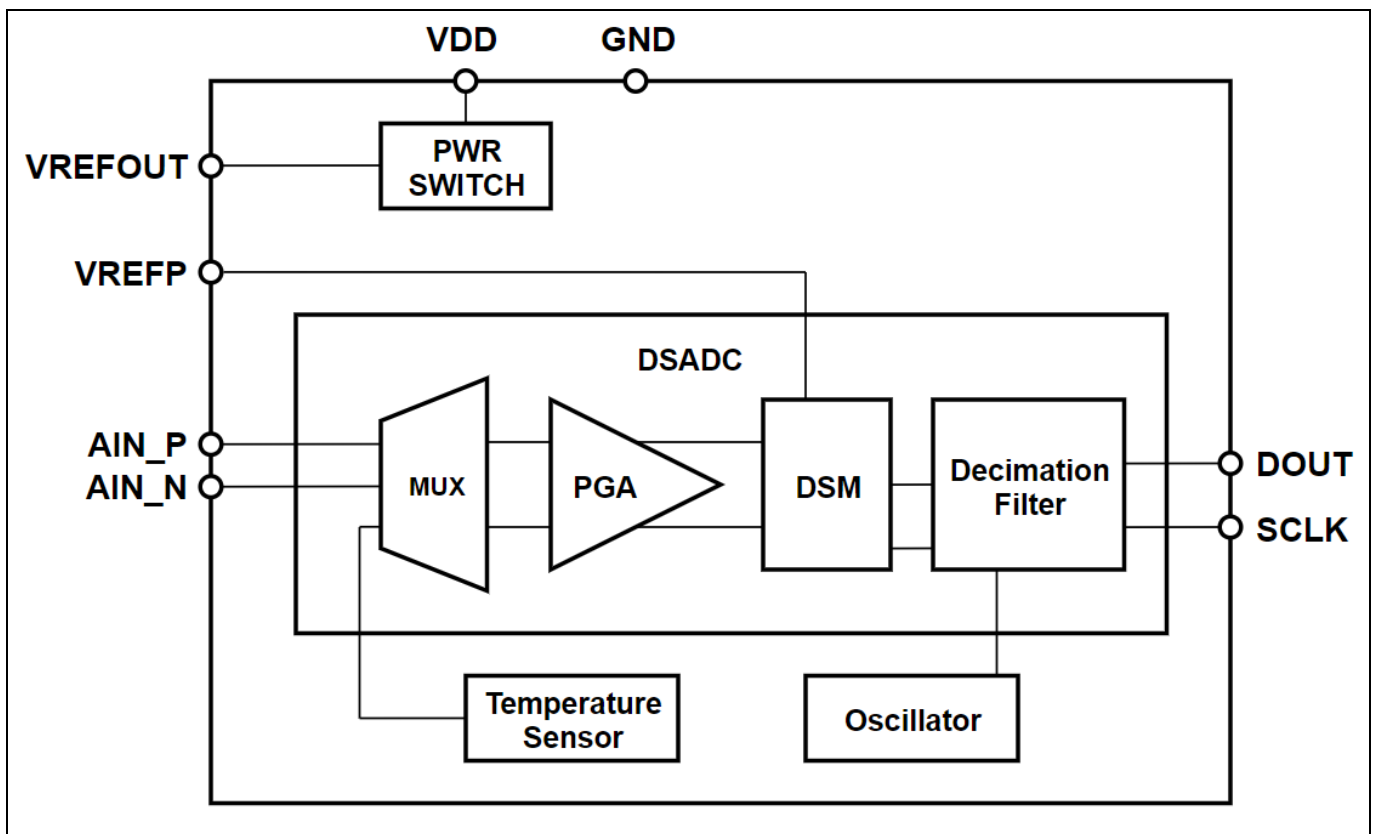 VDD
GND
VREFOUT
PWR
SWITCH
VREFP
DSADC
AIN_P
AIN_N
MUX
PGA
DSM
Decimation
Filter
DOUT
SCLK
Temperature
Sensor
Oscillator